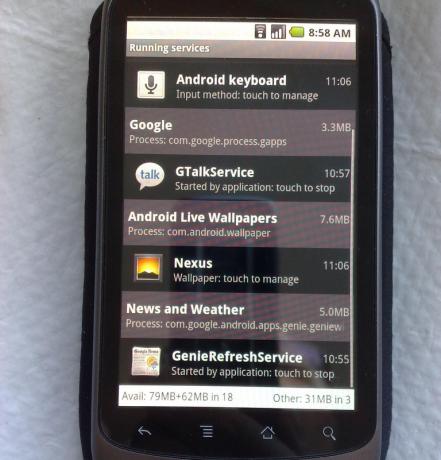 8:58 AM
Running services
Android keyboard 11:06
Input method: touch to manage
Google 3.3MB
Process: com.google.process.gapps
talk
GTalkService 10:57
Started by application: touch to stop
Android Live Wallpapers 7.6MB
Process: com.android.wallpaper
Nexus 11:06
Wallpaper: touch to manage
News and Weather 5.0MB
Process: com.google.android.apps.genie.geniew
Google News
GenieRefreshService 10:55
Started by application: touch to stop
Avail: 79MB+62MB in 18 Other: 31MB in 3